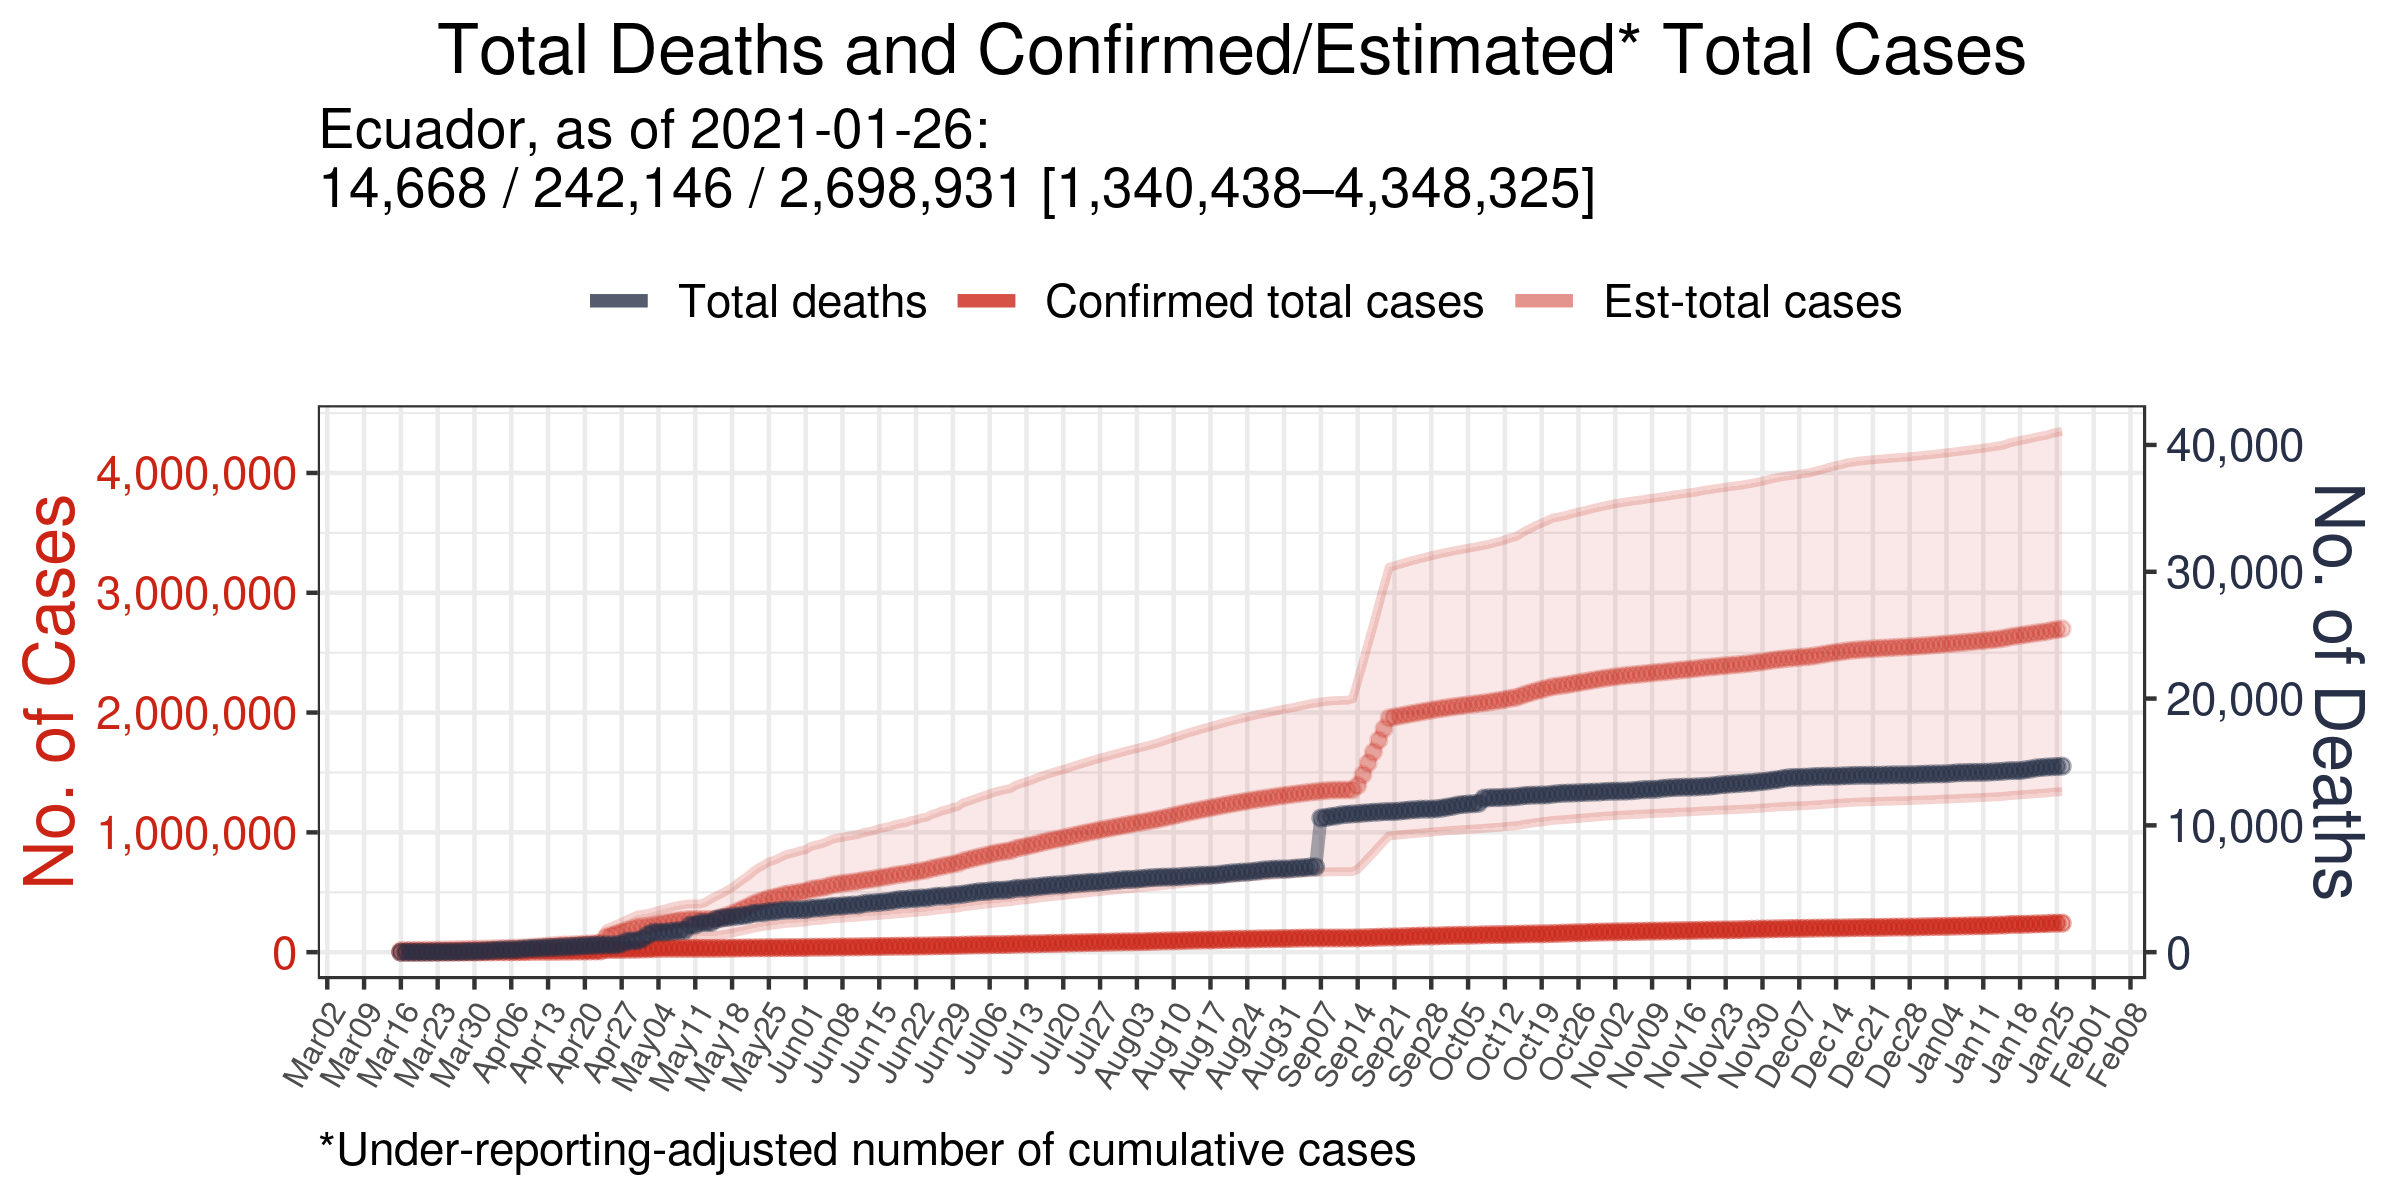 Total Deaths and Confirmed/Estimated* Total Cases
Ecuador, as of 2021-01-26:
14,668 / 242,146 / 2,698,931 [1,340,438–4,348,325]
Total deaths
Confirmed total cases
Est-total cases
No. of Cases
4,000,000
3,000,000
2,000,000
1,000,000
0
40,000
30,000
20,000
10,000
0
No. of Deaths
Mar02
Mar09
Mar16
Mar23
Mar30
Apr06
Apr13
Apr20
Apr27
May04
May11
May18
May25
Jun01
Jun08
Jun15
Jun22
Jun29
Jul06
Jul13
Jul20
Jul27
Aug03
Aug10
Aug17
Aug24
Aug31
Sep07
Sep14
Sep21
Sep28
Oct05
Oct12
Oct19
Oct26
Nov02
Nov09
Nov16
Nov23
Nov30
Dec07
Dec14
Dec21
Dec28
Jan04
Jan11
Jan18
Jan25
Feb01
Feb08
*Under-reporting-adjusted number of cumulative cases